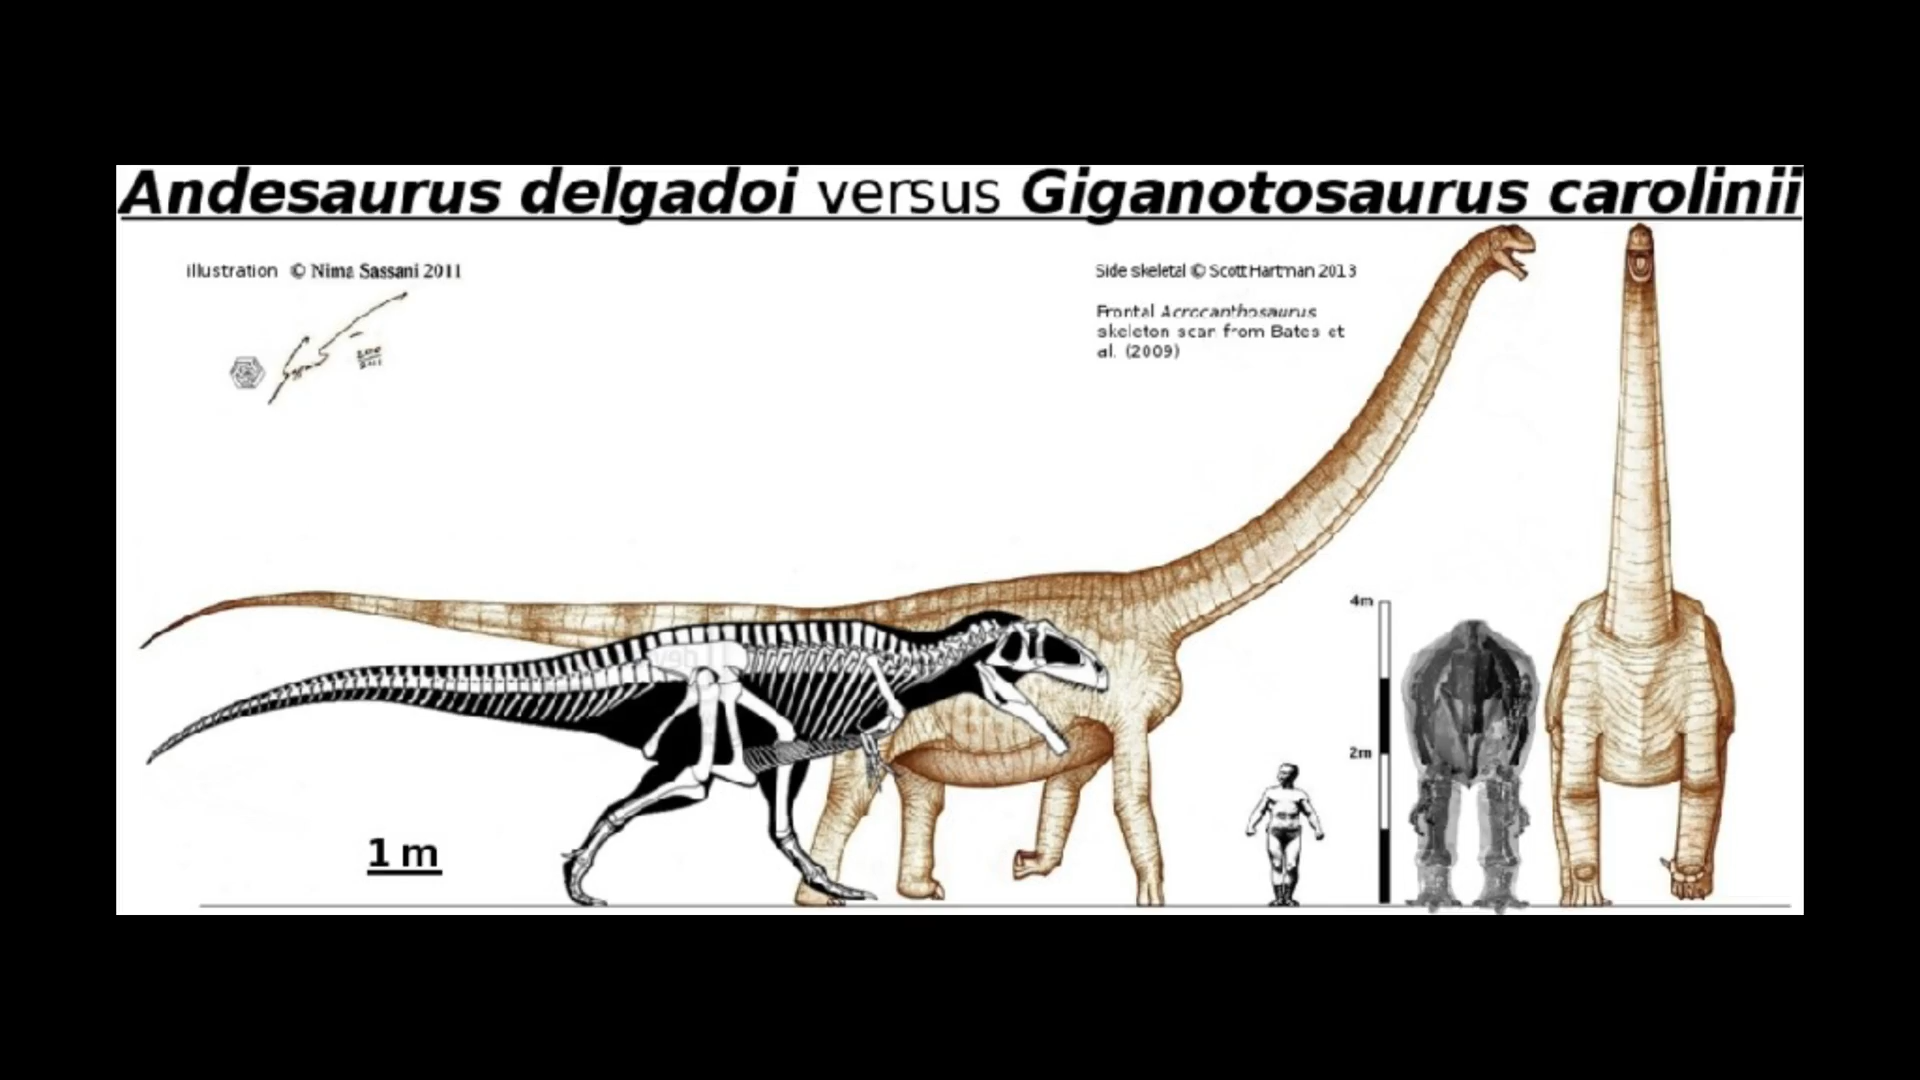 Andesaurus delgadoi versus Giganotosaurus carolinii
illustration © Nima Sassani 2011
Side skeletal © Scott Hartman 2013
Frontal Acrocanthosaurus
skeleton scan from Bates et
al. (2009)
4m
2m
1 m